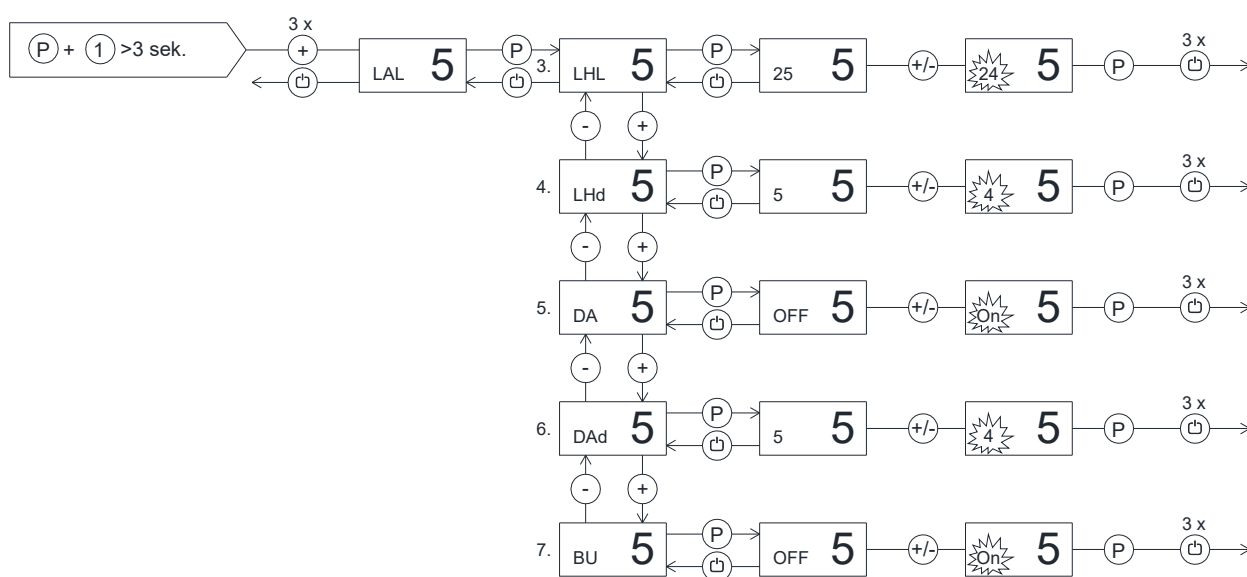 3 x
P + 1 >3 sek. + LAL 5 P 3. LHL 5 P 25 5 +/- 24 5 P 3 x
- +
4. LHd 5 P 5 5 +/- 4 5 P 3 x
- +
5. DA 5 P OFF 5 +/- On 5 P 3 x
- +
6. DAd 5 P 5 5 +/- 4 5 P 3 x
- +
7. BU 5 P OFF 5 +/- On 5 P 3 x